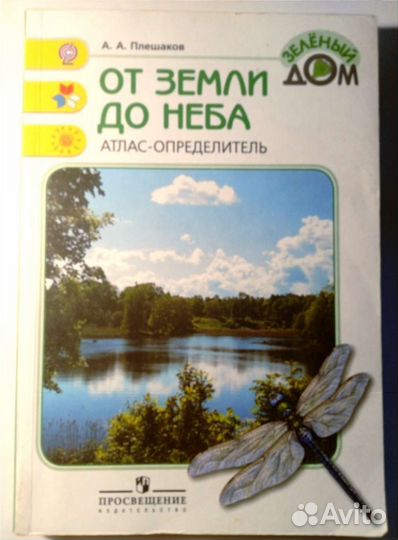 А. А. Плешаков
ЗЕЛЁНЫЙ
ДОМ
ОТ ЗЕМЛИ
ДО НЕБА
АТЛАС-ОПРЕДЕЛИТЕЛЬ
ПРОСВЕЩЕНИЕ
ИЗДАТЕЛЬСТВО
Avito